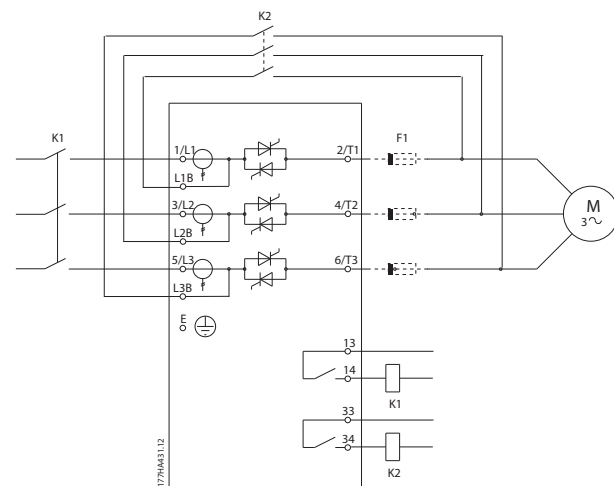 K2
K1
1/L1
2/T1
F1
L1B
3/L2
4/T2
M
3~
L2B
5/L3
6/T3
L3B
E
13
14
K1
33
34
K2
177HA431.12